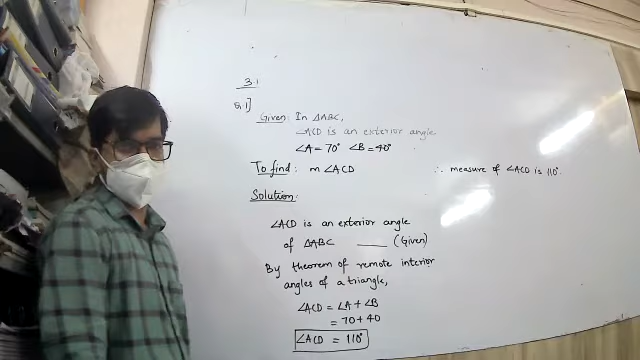 3.1
Q.1]
Given: In △ABC,
∠ACD is an exterior angle
∠A = 70° ∠B = 40°
To find: m ∠ACD
Solution:
∠ACD is an exterior angle
of △ABC ____ (Given)
By theorem of remote interior
angles of a triangle,
∠ACD = ∠A + ∠B
= 70 + 40
∠ACD = 110°
∴ measure of ∠ACD is 110°.